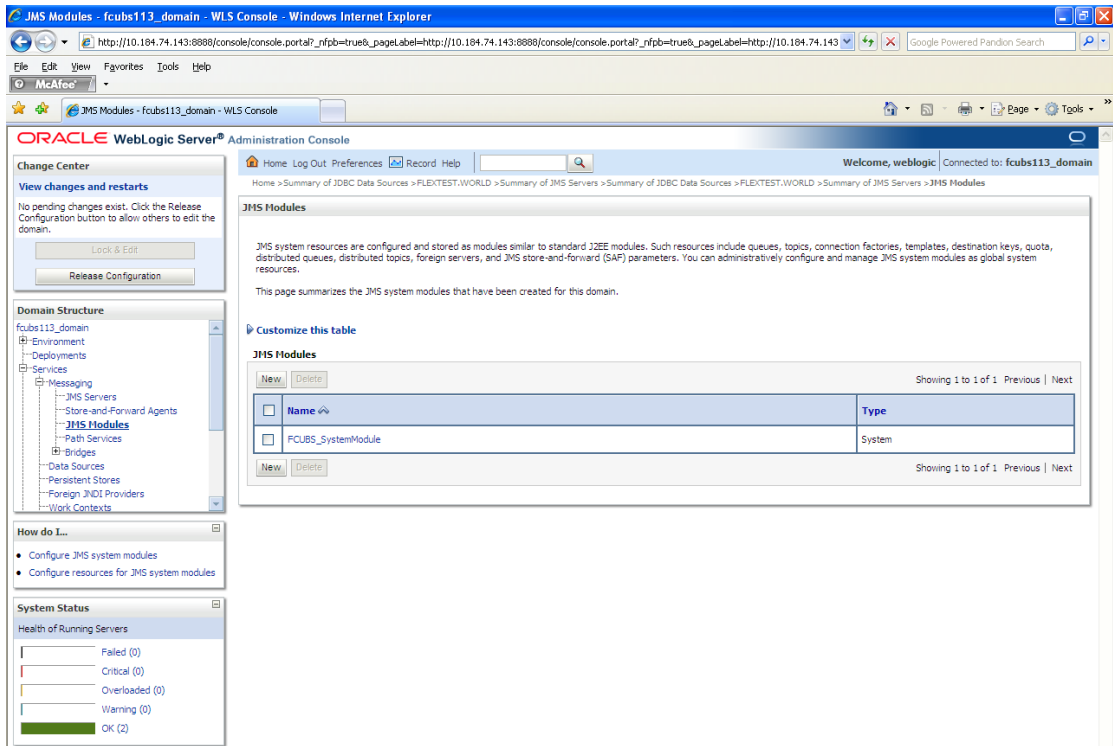 JMS Modules - fcubs113_domain - WLS Console - Windows Internet Explorer
http://10.184.74.143:8888/console/console.portal?_nfpb=true&_pageLabel=http://10.184.74.143:8888/console/console.portal?_nfpb=true&_pageLabel=http://10.184.74.143
Google Powered Pandion Search
File Edit View Favorites Tools Help
McAfee
JMS Modules - fcubs113_domain - WLS Console
Page Tools »
ORACLE WebLogic Server® Administration Console
Change Center
View changes and restarts
No pending changes exist. Click the Release
Configuration button to allow others to edit the
domain.
Lock & Edit
Release Configuration
Domain Structure
fcubs113_domain
Environment
Deployments
Services
Messaging
JMS Servers
Store-and-Forward Agents
JMS Modules
Path Services
Bridges
Data Sources
Persistent Stores
Foreign JNDI Providers
Work Contexts
How do I...
Configure JMS system modules
Configure resources for JMS system modules
System Status
Health of Running Servers
Failed (0)
Critical (0)
Overloaded (0)
Warning (0)
OK (2)
Home Log Out Preferences Record Help
Welcome, weblogic Connected to: fcubs113_domain
Home >Summary of JDBC Data Sources >FLEXTEST.WORLD >Summary of JMS Servers >Summary of JDBC Data Sources >FLEXTEST.WORLD >Summary of JMS Servers >JMS Modules
JMS Modules
JMS system resources are configured and stored as modules similar to standard J2EE modules. Such resources include queues, topics, connection factories, templates, destination keys, quota,
distributed queues, distributed topics, foreign servers, and JMS store-and-forward (SAF) parameters. You can administratively configure and manage JMS system modules as global system
resources.
This page summarizes the JMS system modules that have been created for this domain.
Customize this table
JMS Modules
New Delete Showing 1 to 1 of 1 Previous | Next
Name Type
FCUBS_SystemModule System
New Delete Showing 1 to 1 of 1 Previous | Next